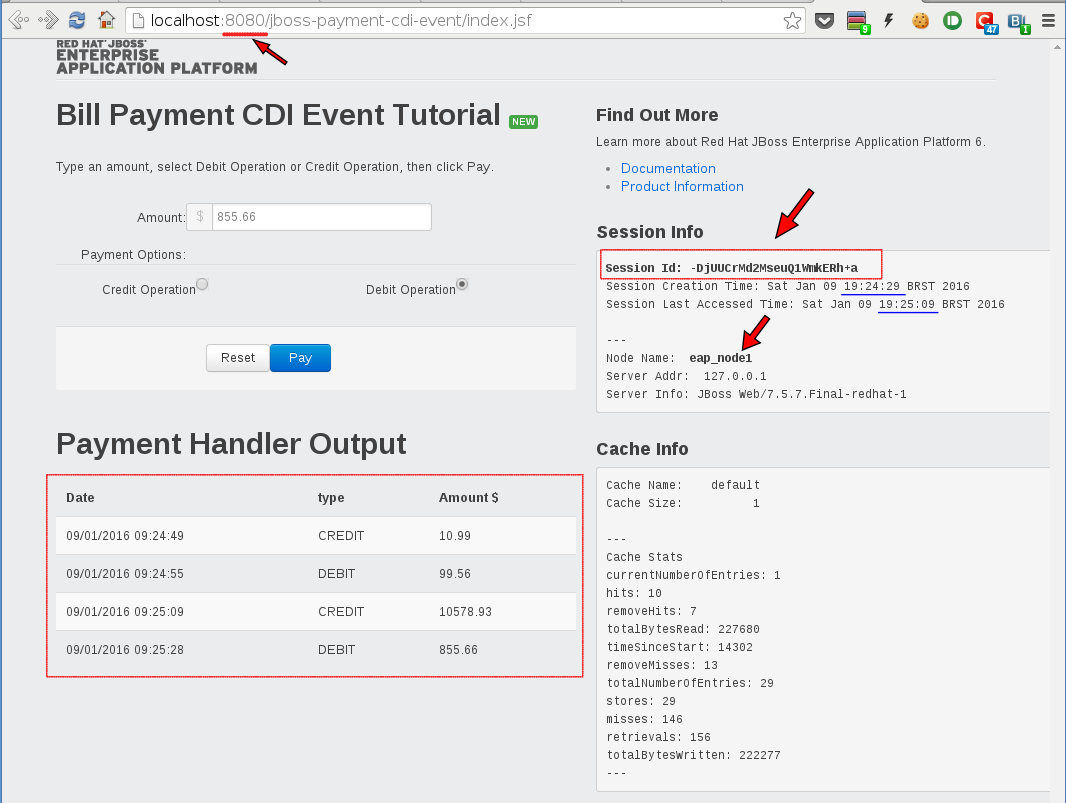 localhost:8080/jboss-payment-cdi-event/index.jsf
9
47
1
RED HAT® JBOSS®
ENTERPRISE
APPLICATION PLATFORM
Bill Payment CDI Event Tutorial NEW
Type an amount, select Debit Operation or Credit Operation, then click Pay.
Amount: $ 855.66
Payment Options:
Credit Operation
Debit Operation
Reset
Pay
Payment Handler Output
Date type Amount $
09/01/2016 09:24:49 CREDIT 10.99
09/01/2016 09:24:55 DEBIT 99.56
09/01/2016 09:25:09 CREDIT 10578.93
09/01/2016 09:25:28 DEBIT 855.66
Find Out More
Learn more about Red Hat JBoss Enterprise Application Platform 6.
• Documentation
• Product Information
Session Info
Session Id: -DjUUCrMd2MseuQ1WmkERh+a
Session Creation Time: Sat Jan 09 19:24:29 BRST 2016
Session Last Accessed Time: Sat Jan 09 19:25:09 BRST 2016
---
Node Name: eap_node1
Server Addr: 127.0.0.1
Server Info: JBoss Web/7.5.7.Final-redhat-1
Cache Info
Cache Name: default
Cache Size: 1
---
Cache Stats
currentNumberOfEntries: 1
hits: 10
removeHits: 7
totalBytesRead: 227680
timeSinceStart: 14302
removeMisses: 13
totalNumberOfEntries: 29
stores: 29
misses: 146
retrievals: 156
totalBytesWritten: 222277
---